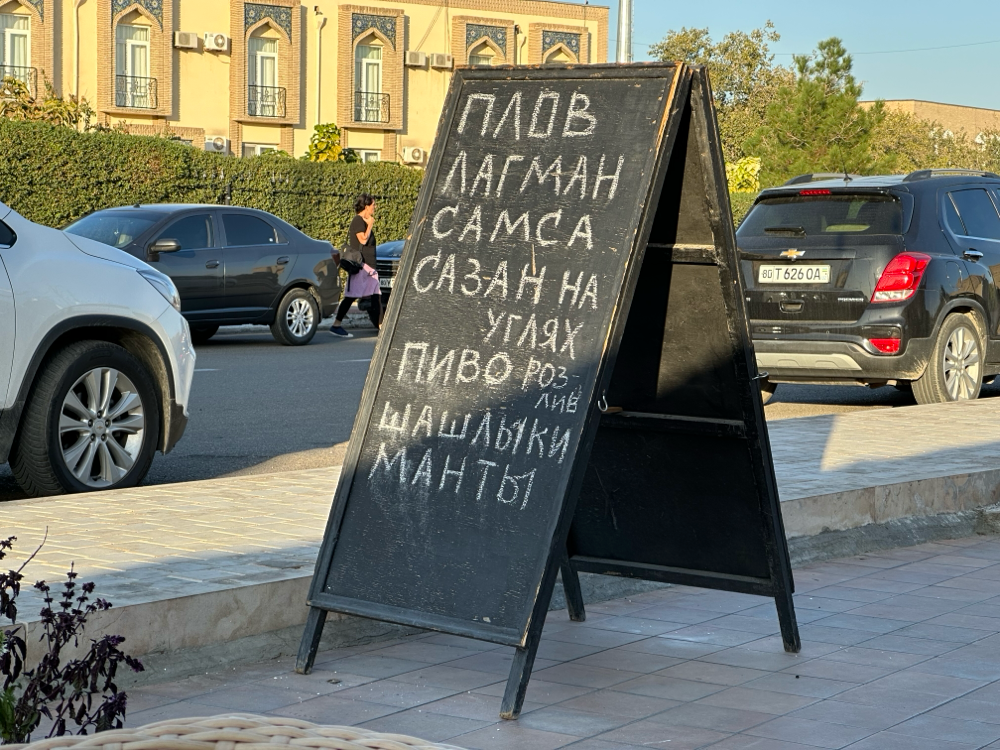 ПЛОВ
ЛАГМАН
САМСА
САЗАН НА
УГЛЯХ
ПИВО РОЗ-
ЛИВ
ШАШЛЫКИ
МАНТЫ
80 T 626 OA